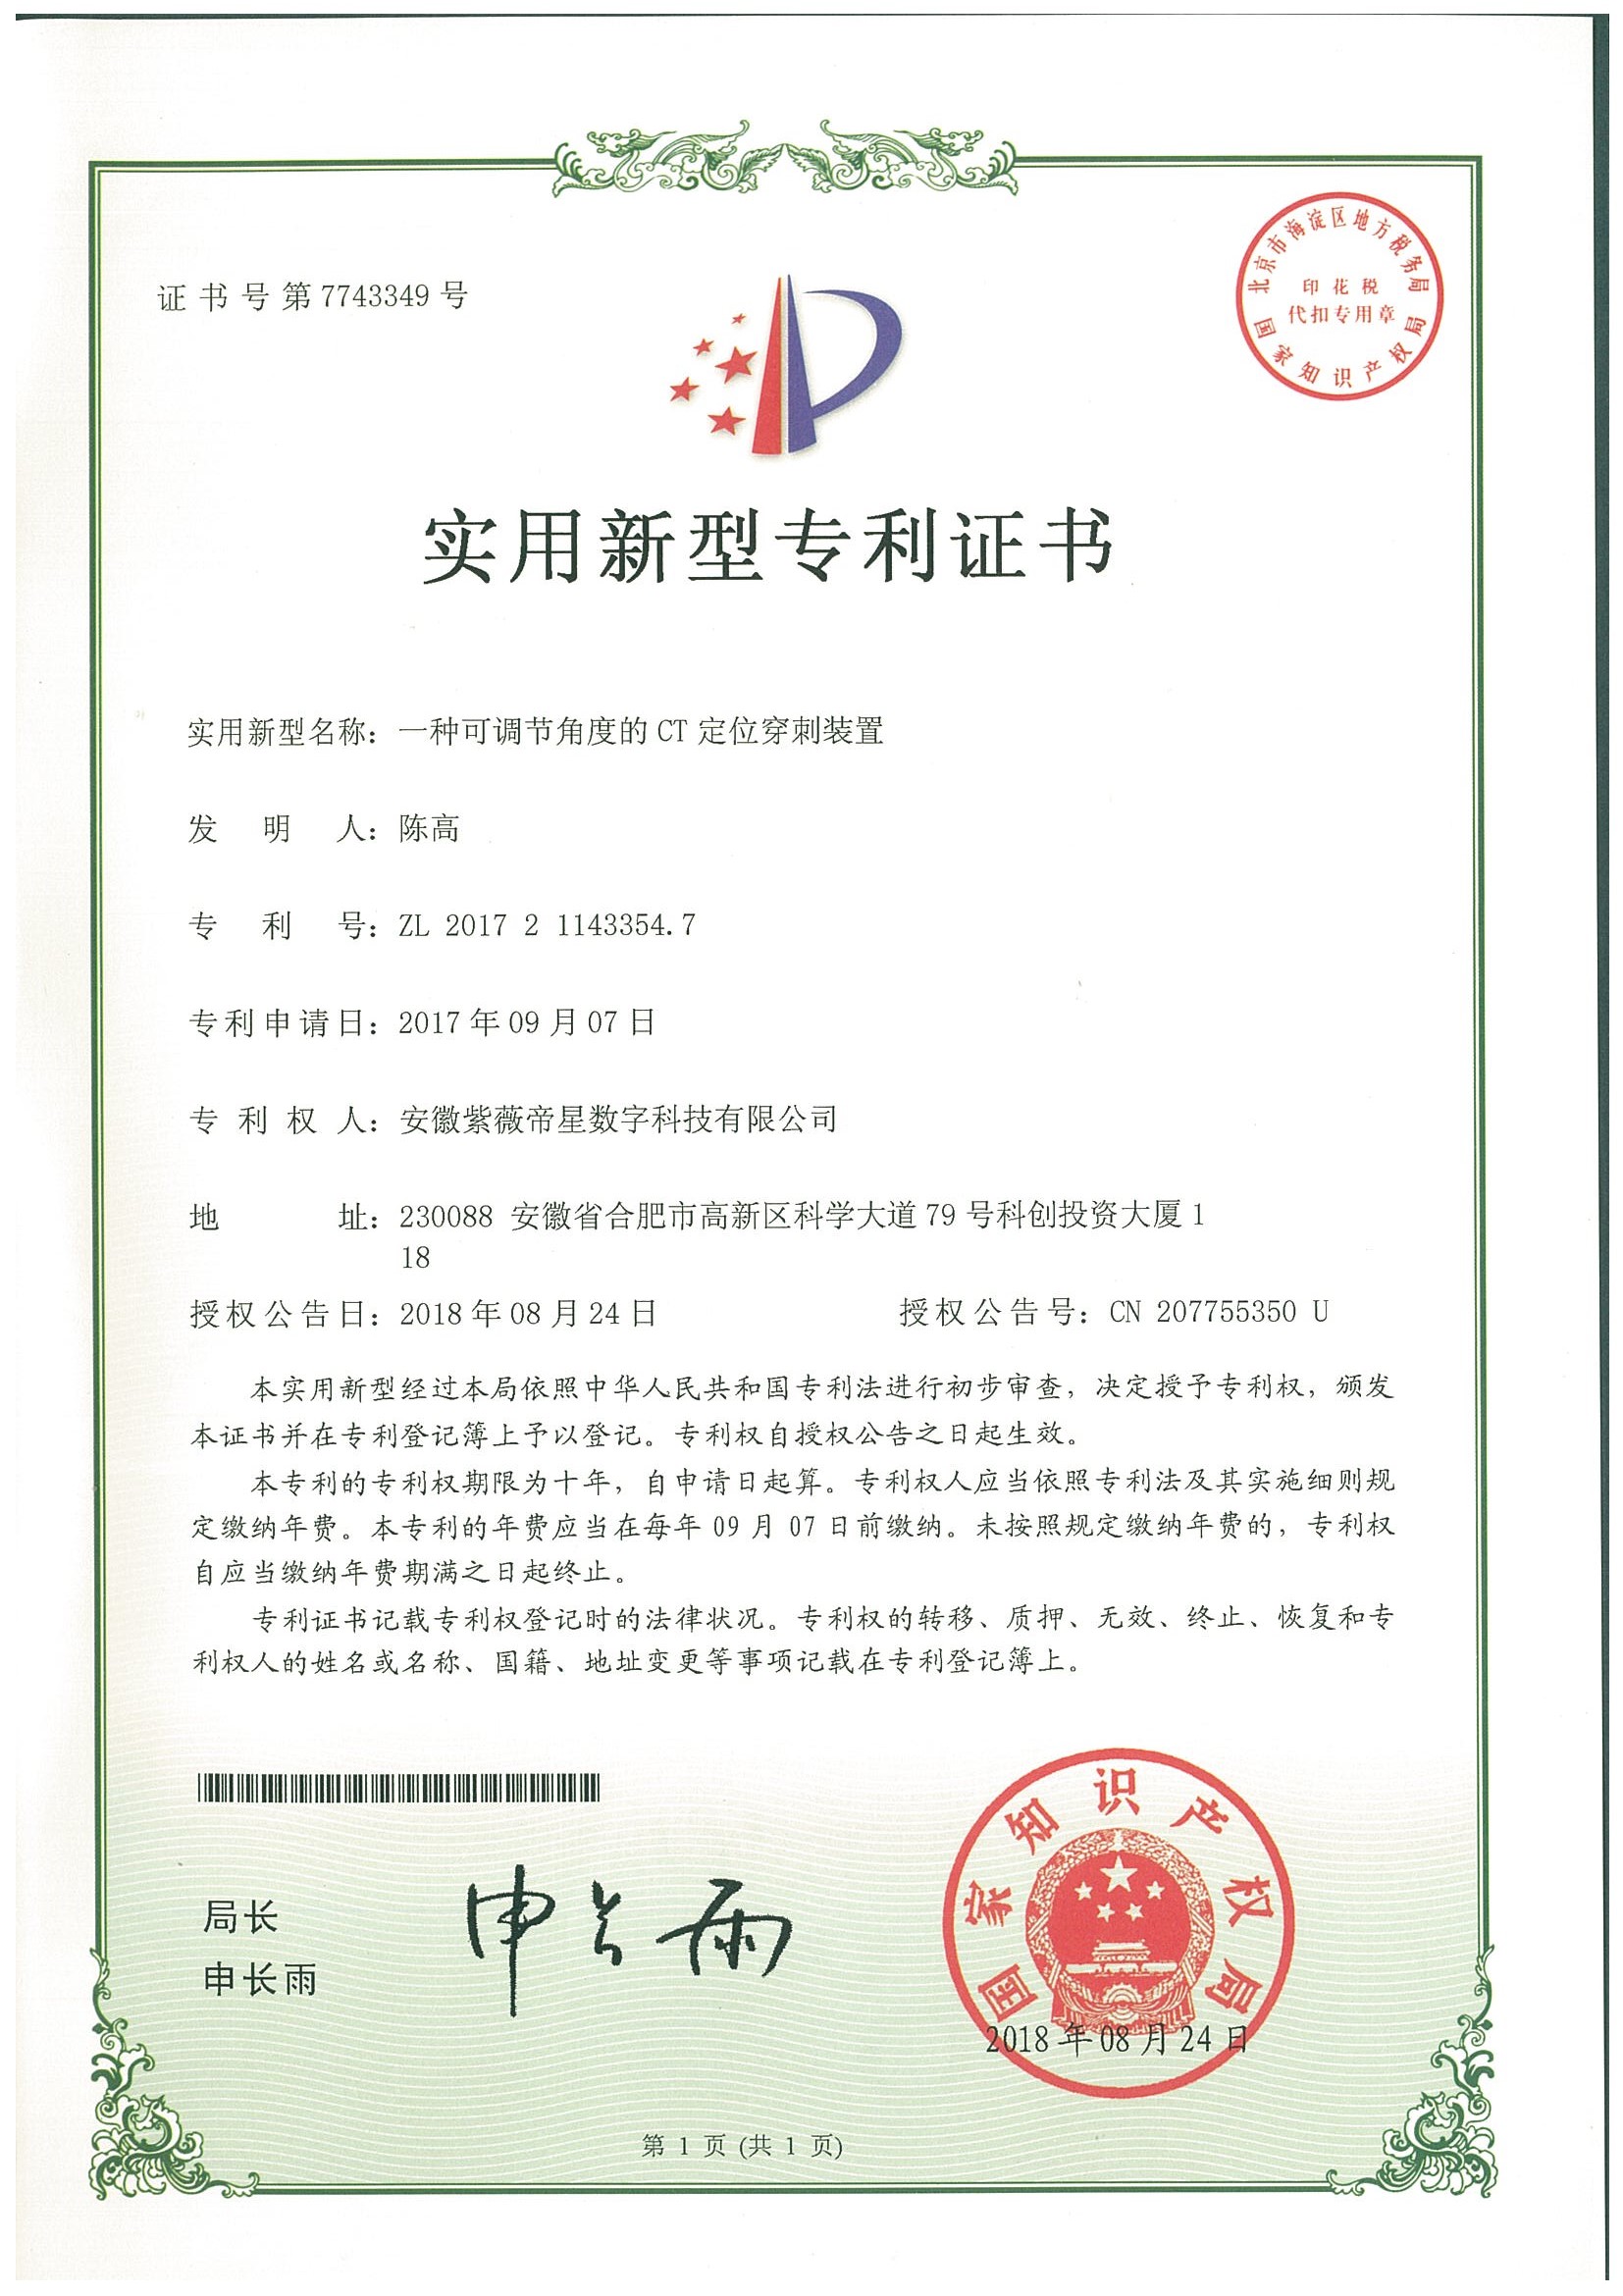 证书号第7743349号
北京市海淀区地方税务局
印花税
代扣专用章
国家知识产权局
实用新型专利证书
实用新型名称：一种可调节角度的CT定位穿刺装置
发明人：陈高
专利号：ZL 2017 2 1143354.7
专利申请日：2017年09月07日
专利权人：安徽紫薇帝星数字科技有限公司
地址：230088 安徽省合肥市高新区科学大道79号科创投资大厦1
18
授权公告日：2018年08月24日 授权公告号：CN 207755350 U
本实用新型经过本局依照中华人民共和国专利法进行初步审查，决定授予专利权，颁发
本证书并在专利登记簿上予以登记。专利权自授权公告之日起生效。
本专利的专利权期限为十年，自申请日起算。专利权人应当依照专利法及其实施细则规
定缴纳年费。本专利的年费应当在每年09月07日前缴纳。未按照规定缴纳年费的，专利权
自应当缴纳年费期满之日起终止。
专利证书记载专利权登记时的法律状况。专利权的转移、质押、无效、终止、恢复和专
利权人的姓名或名称、国籍、地址变更等事项记载在专利登记簿上。
局长
申长雨
申长雨
国家知识产权局
2018年08月24日
第1页(共1页)